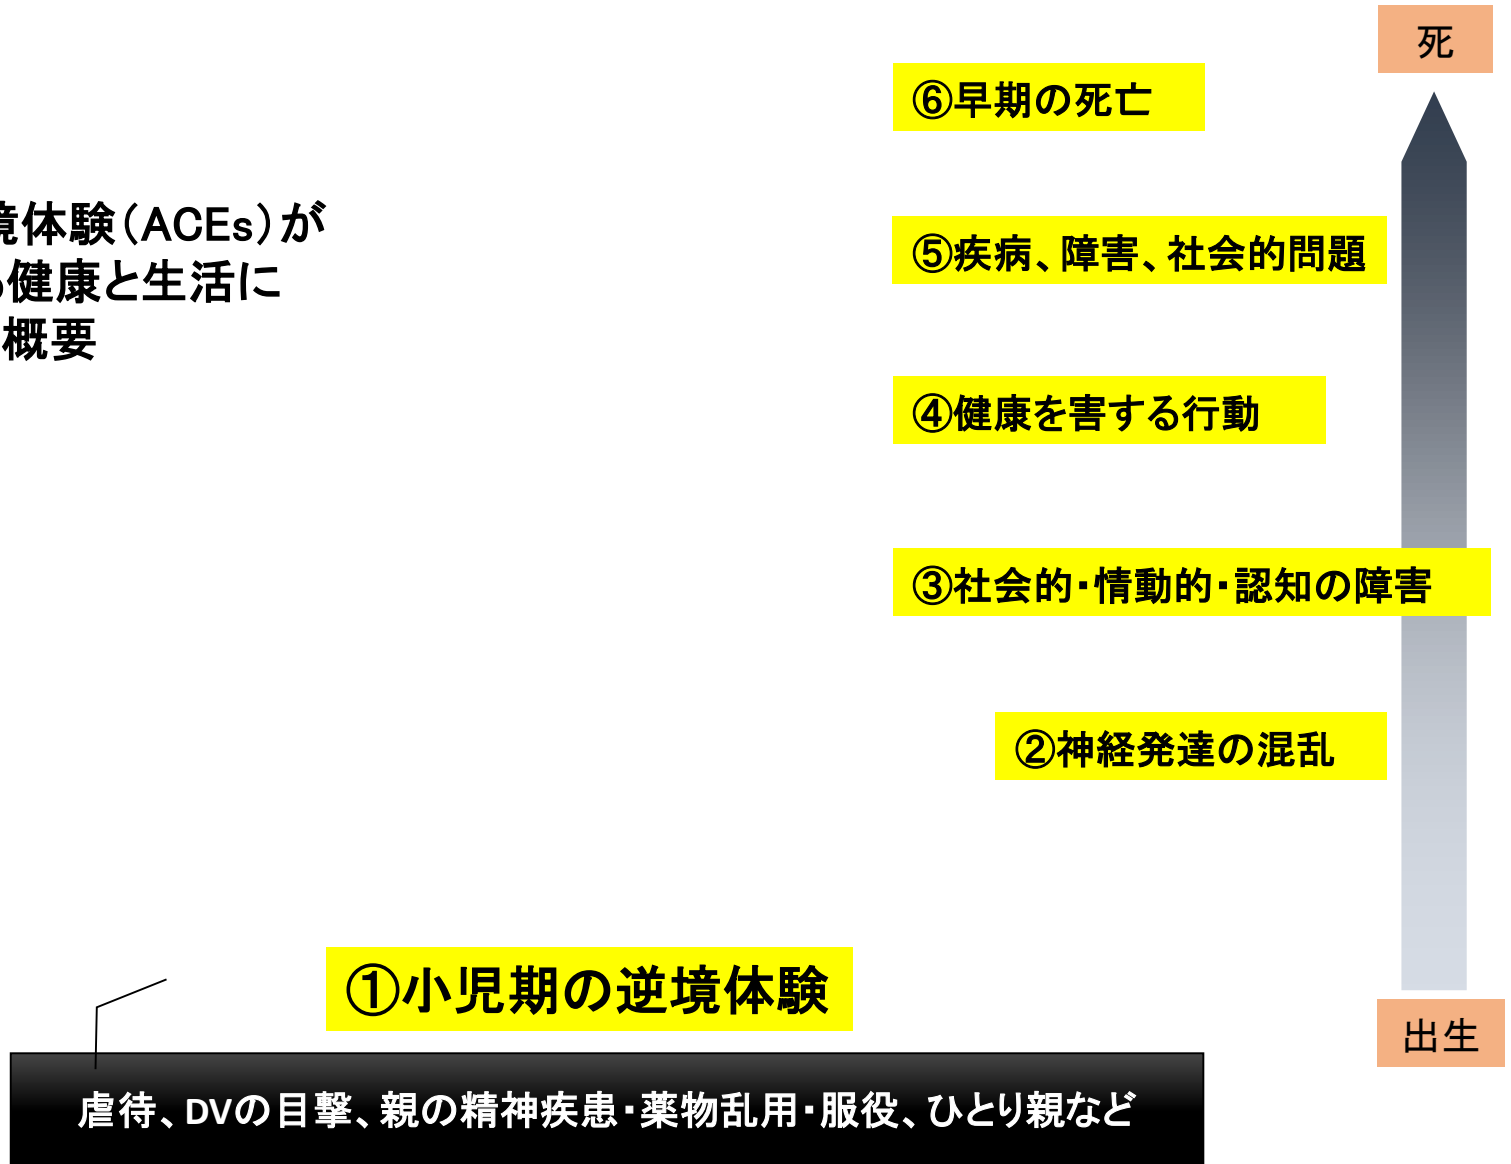 死
⑥早期の死亡
境体験（ACEs）が
健康と生活に
概要
⑤疾病、障害、社会的問題
④健康を害する行動
③社会的・情動的・認知の障害
②神経発達の混乱
①小児期の逆境体験
出生
虐待、DVの目撃、親の精神疾患・薬物乱用・服役、ひとり親など